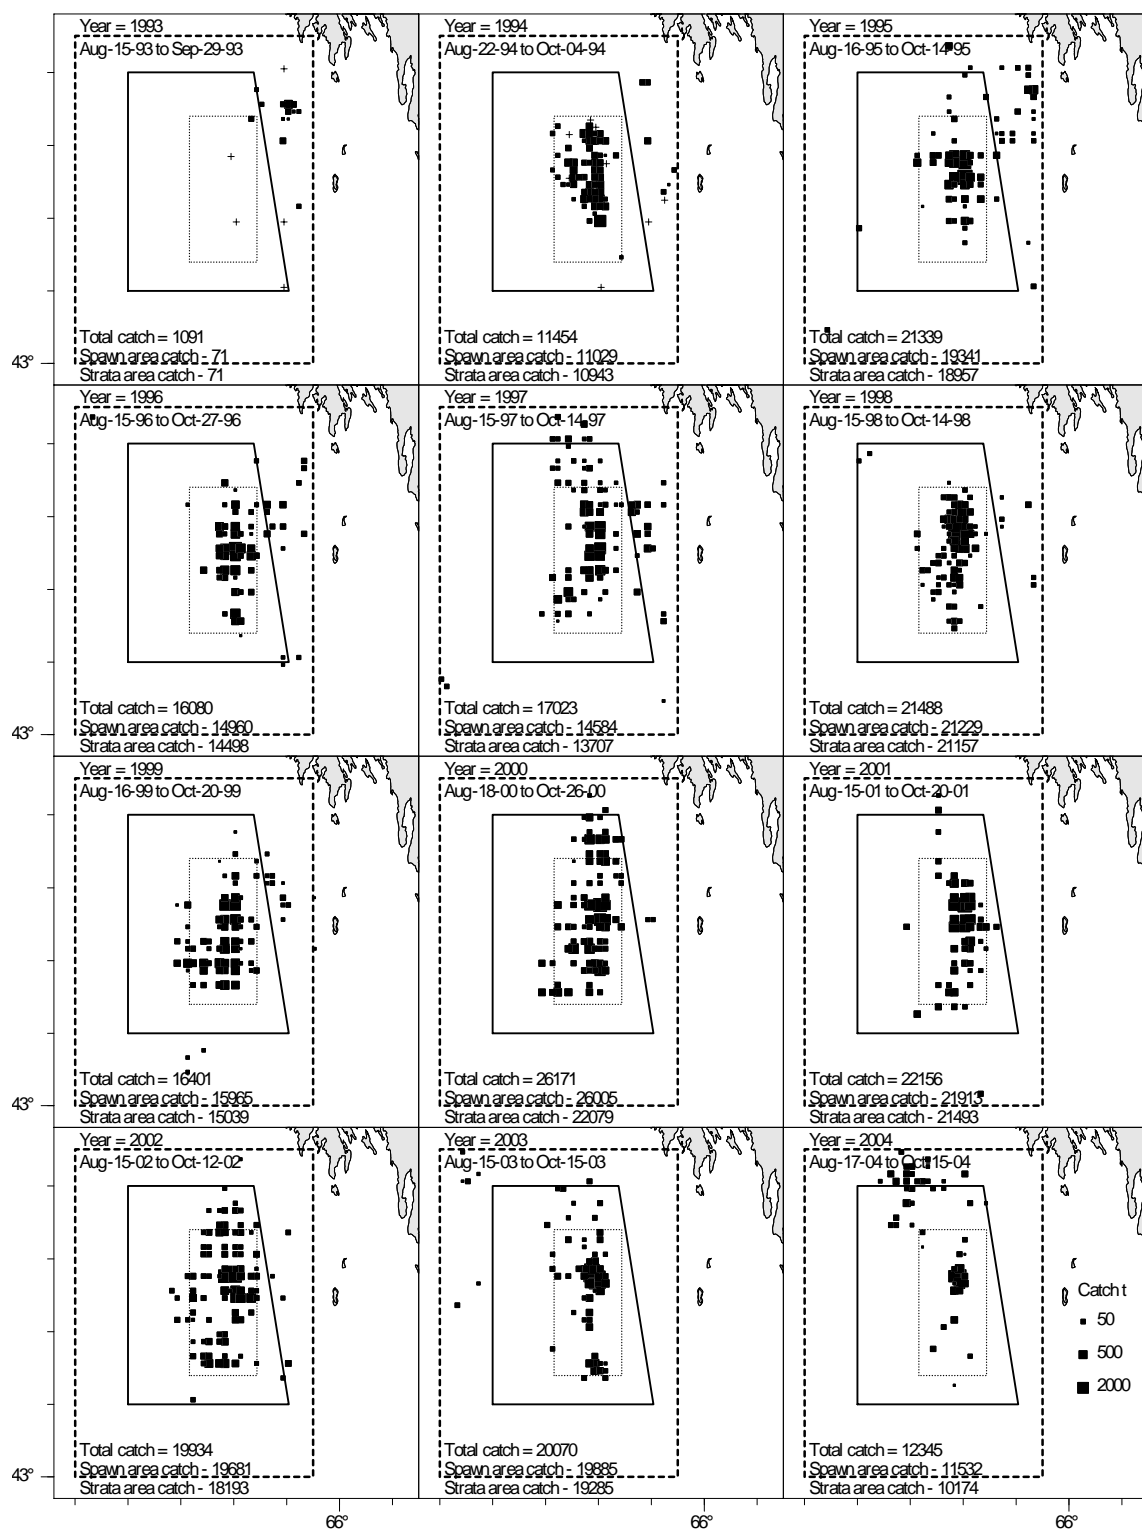 Year = 1993
Aug-15-93 to Sep-29-93
Total catch = 1091
Spawn area catch - 71
Strata area catch - 71
Year = 1994
Aug-22-94 to Oct-04-94
Total catch = 11454
Spawn area catch - 11029
Strata area catch - 10943
Year = 1995
Aug-16-95 to Oct-14-95
Total catch = 21339
Spawn area catch - 19341
Strata area catch - 18957
43°
Year = 1996
Aug-15-96 to Oct-27-96
Total catch = 16080
Spawn area catch - 14960
Strata area catch - 14498
Year = 1997
Aug-15-97 to Oct-14-97
Total catch = 17023
Spawn area catch - 14584
Strata area catch - 13707
Year = 1998
Aug-15-98 to Oct-14-98
Total catch = 21488
Spawn area catch - 21229
Strata area catch - 21157
43°
Year = 1999
Aug-16-99 to Oct-20-99
Total catch = 16401
Spawn area catch - 15965
Strata area catch - 15039
Year = 2000
Aug-18-00 to Oct-26-00
Total catch = 26171
Spawn area catch - 26005
Strata area catch - 22079
Year = 2001
Aug-15-01 to Oct-20-01
Total catch = 22156
Spawn area catch - 21913
Strata area catch - 21493
43°
Year = 2002
Aug-15-02 to Oct-12-02
Total catch = 19934
Spawn area catch - 19681
Strata area catch - 18193
Year = 2003
Aug-15-03 to Oct-15-03
Total catch = 20070
Spawn area catch - 19885
Strata area catch - 19285
Year = 2004
Aug-17-04 to Oct-15-04
Catch t
50
500
2000
Total catch = 12345
Spawn area catch - 11532
Strata area catch - 10174
43°
66°
66°
66°